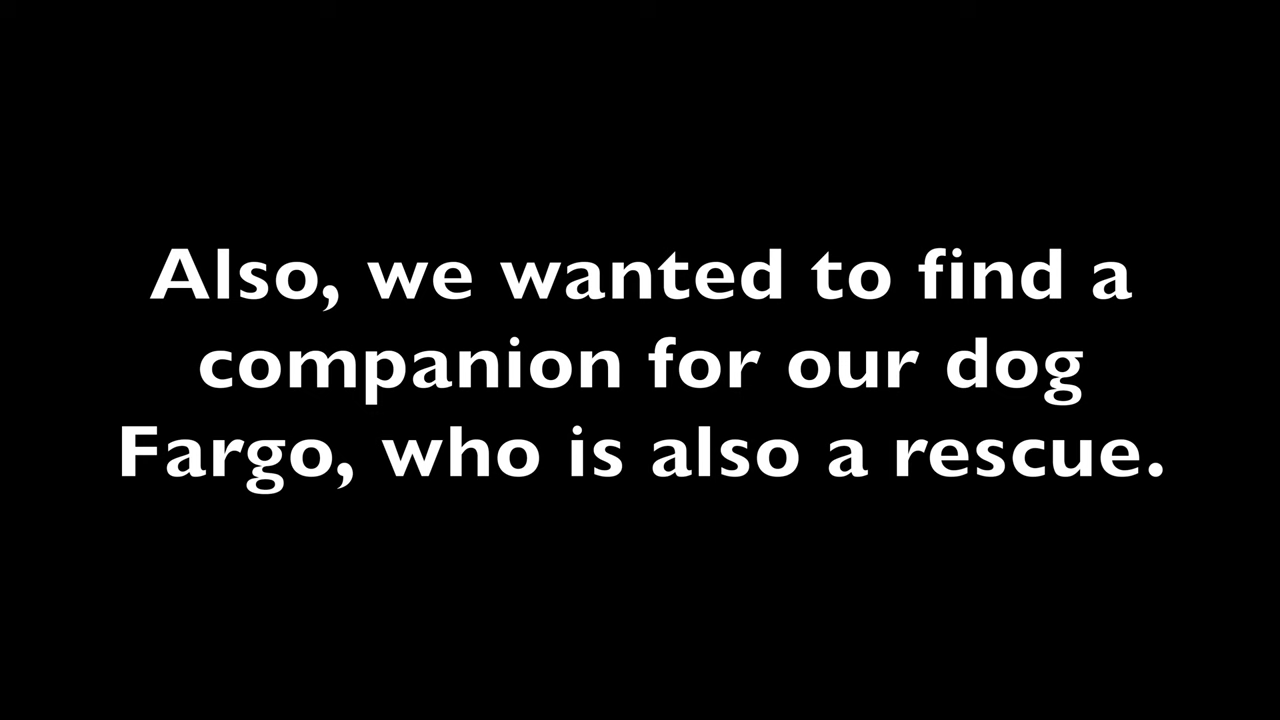 Also, we wanted to find a
companion for our dog
Fargo, who is also a rescue.